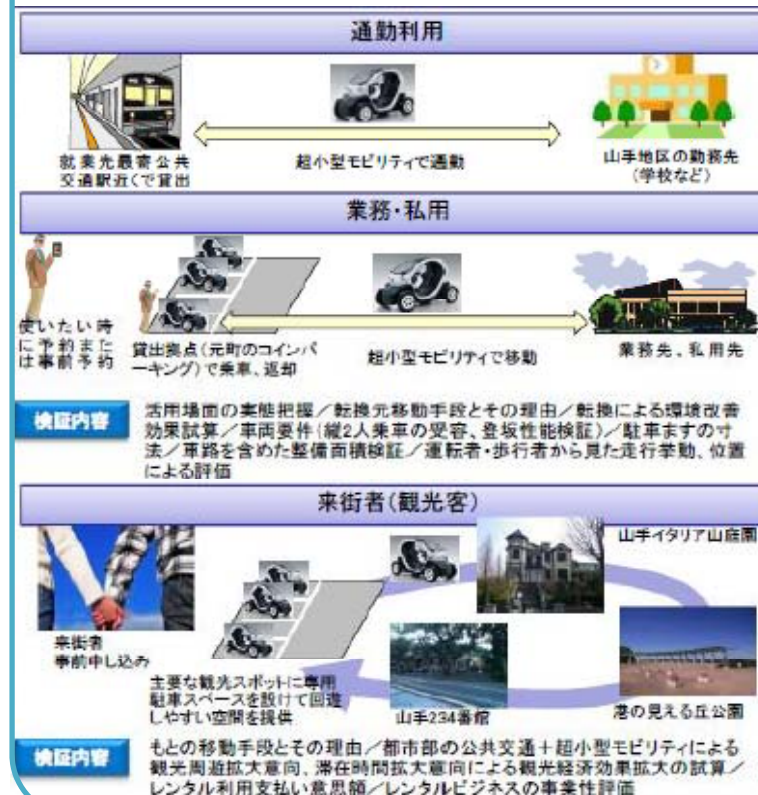 通勤利用
就業先最寄公共
交通駅近くで貸出
超小型モビリティで通勤
山手地区の勤務先
(学校など)
業務・私用
使いたい時
に予約また
は事前予約
貸出拠点(元町のコインパ
ーキング)で乗車、返却
超小型モビリティで移動
業務先、私用先
検証内容
活用場面の実態把握/転換元移動手段とその理由/転換による環境改善
効果試算/車両要件(縦2人乗車の受容、登坂性能検証)/駐車ますの寸
法/車路を含めた整備面積検証/運転者・歩行者から見た走行挙動、位置
による評価
来街者(観光客)
来街者
事前申し込み
主要な観光スポットに専用
駐車スペースを設けて回遊
しやすい空間を提供
山手イタリア山庭園
港の見える丘公園
山手234番館
検証内容
もとの移動手段とその理由/都市部の公共交通+超小型モビリティによる
観光周遊拡大意向、滞在時間拡大意向による観光経済効果拡大の試算/
レンタル利用支払い意思額/レンタルビジネスの事業性評価